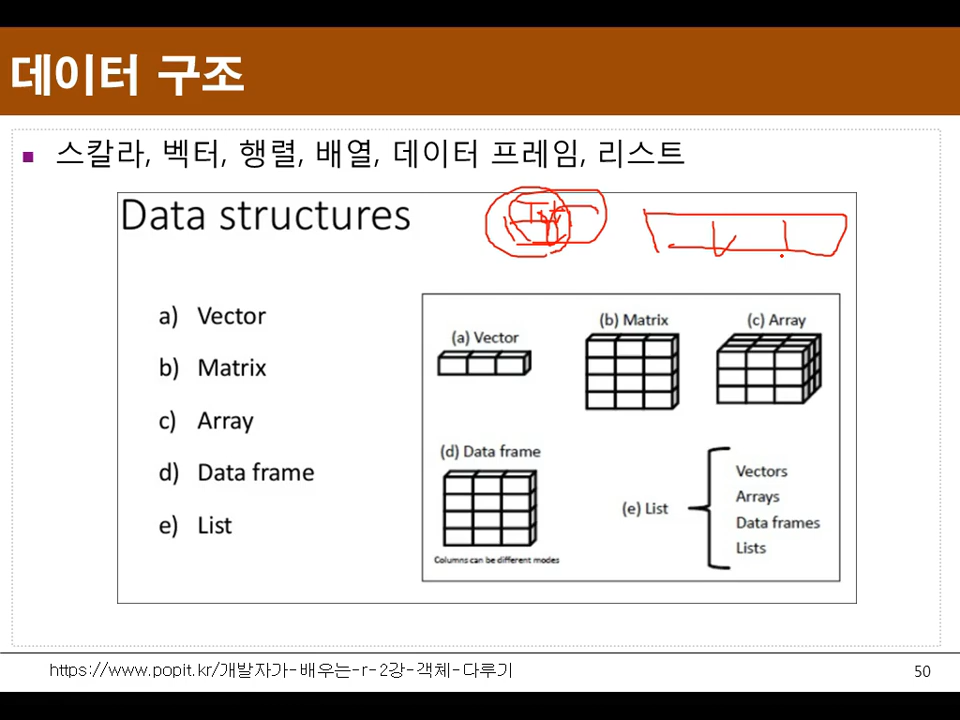 데이터 구조
스칼라, 벡터, 행렬, 배열, 데이터 프레임, 리스트
Data structures
a) Vector
b) Matrix
c) Array
d) Data frame
e) List
(a) Vector
(b) Matrix
(c) Array
(d) Data frame
Columns can be different modes
(e) List
Vectors
Arrays
Data frames
Lists
https://www.popit.kr/개발자가-배우는-r-2강-객체-다루기
50